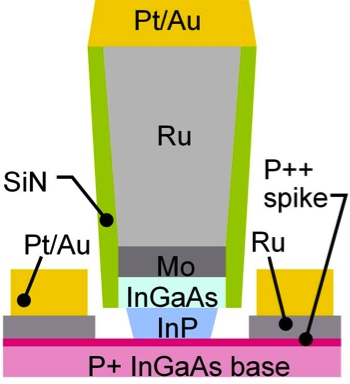 Pt/Au
Ru
SiN
P++
spike
Pt/Au
Ru
Mo
InGaAs
InP
P+ InGaAs base